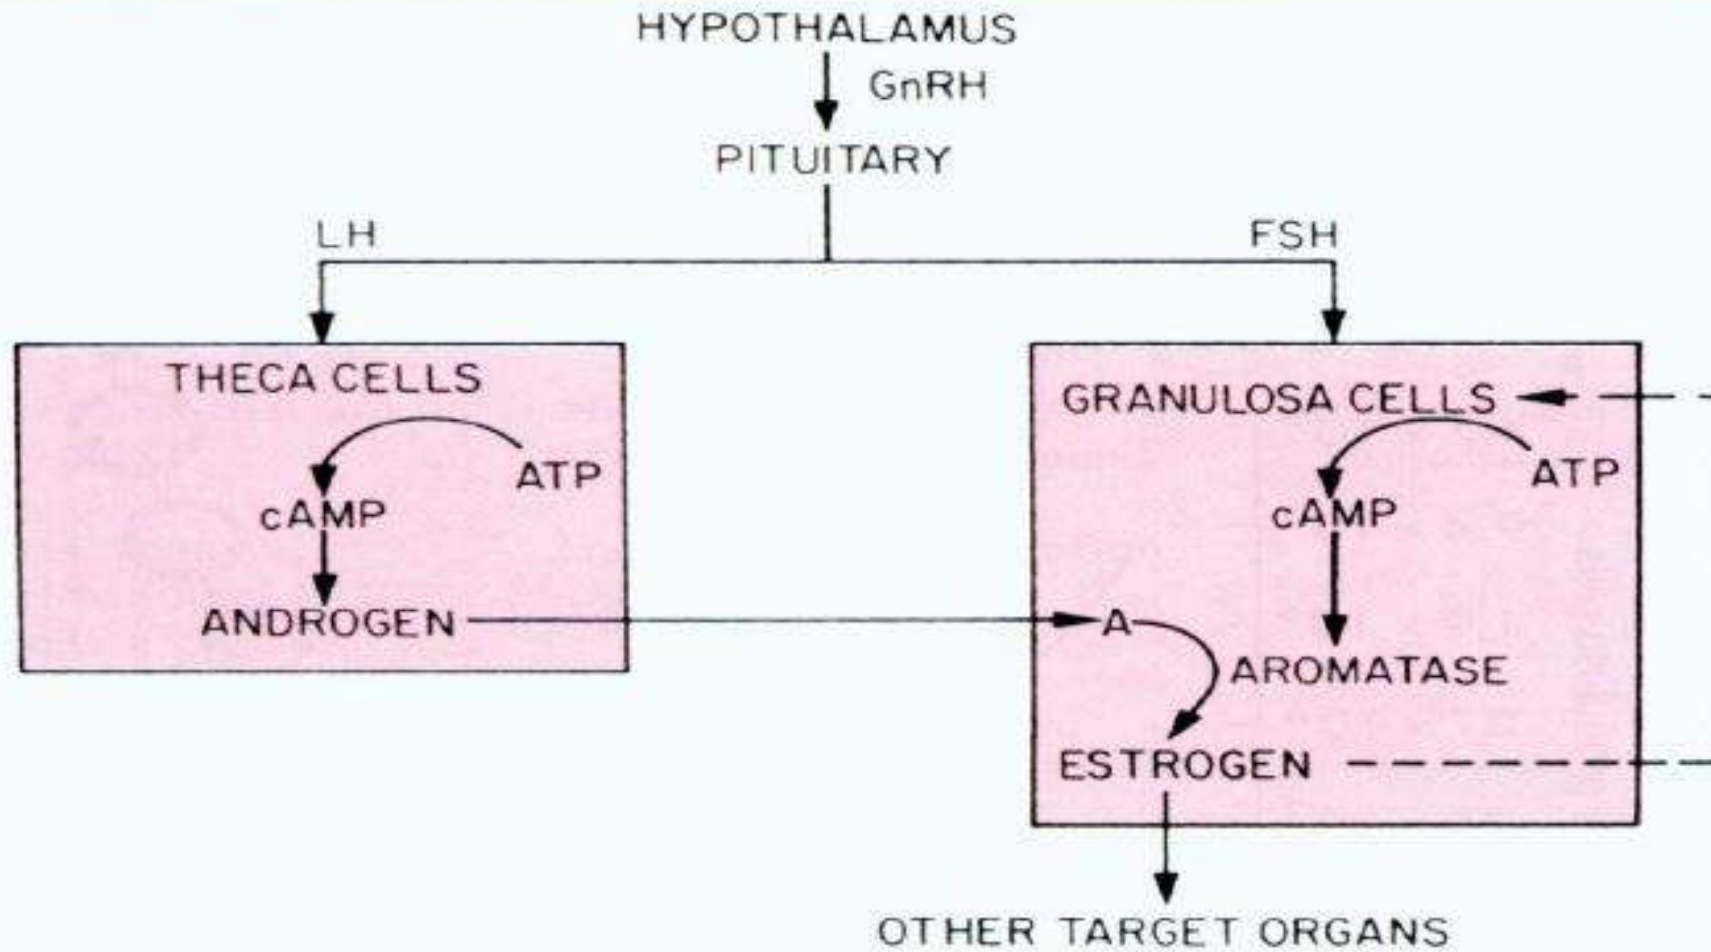 HYPOTHALAMUS
GnRH
PITUITARY
LH
FSH
THECA CELLS
ATP
cAMP
ANDROGEN
GRANULOSA CELLS
ATP
cAMP
A
AROMATASE
ESTROGEN
OTHER TARGET ORGANS